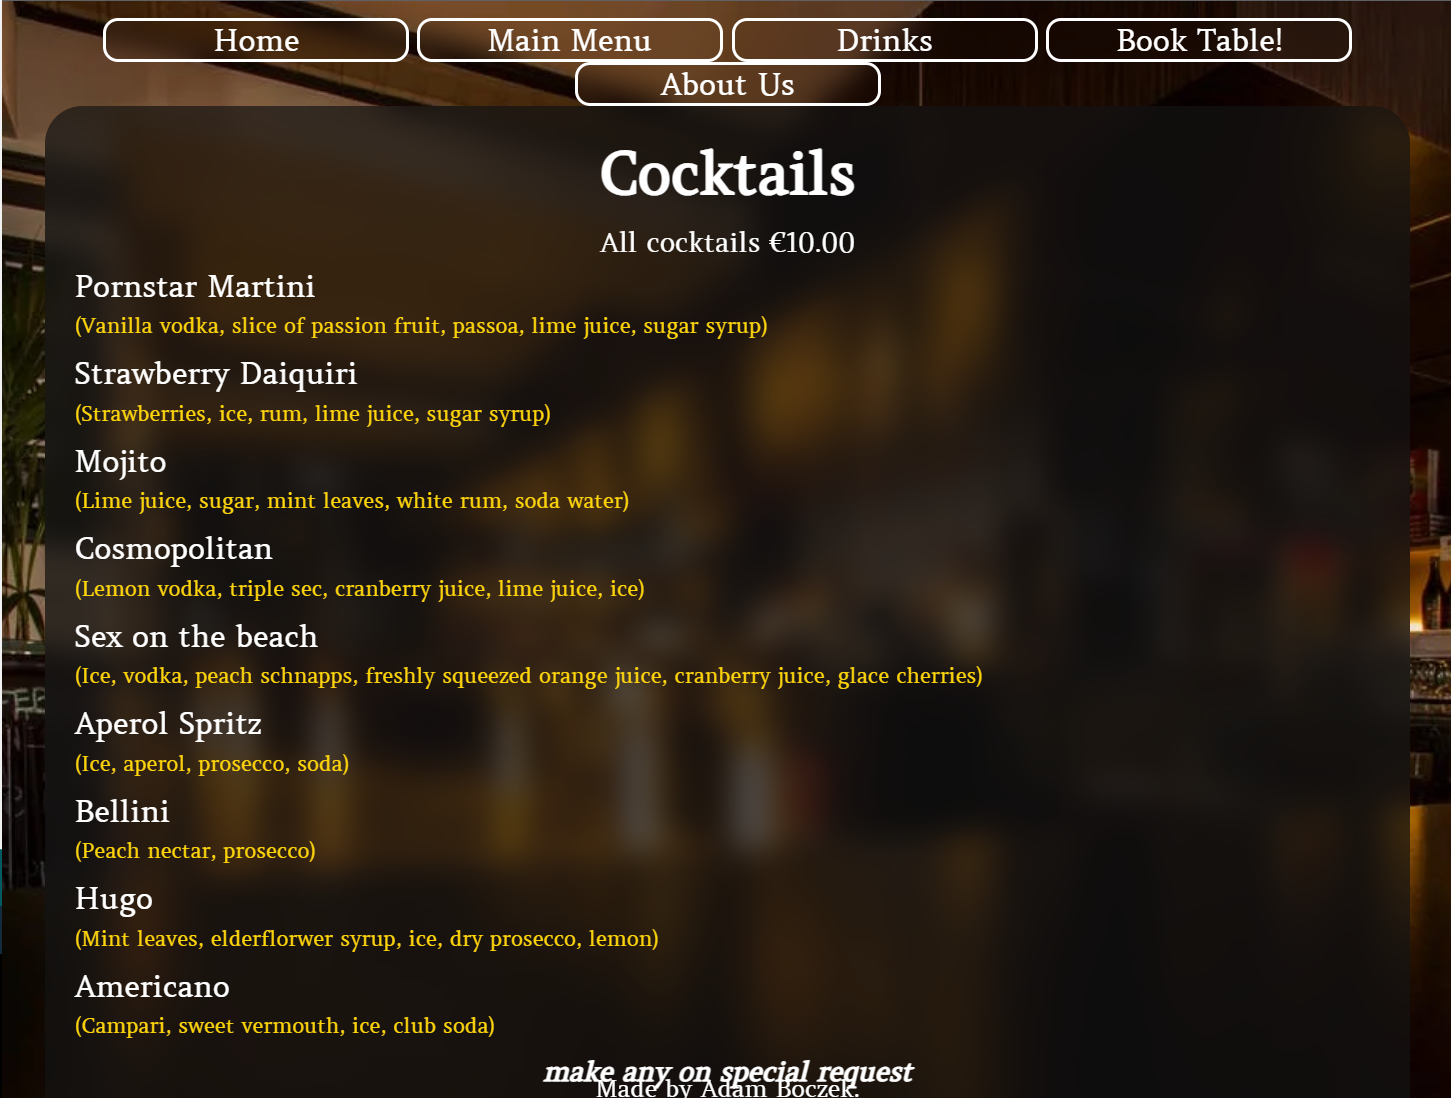 Home Main Menu Drinks Book Table!
About Us
Cocktails
All cocktails €10.00
Pornstar Martini
(Vanilla vodka, slice of passion fruit, passoa, lime juice, sugar syrup)
Strawberry Daiquiri
(Strawberries, ice, rum, lime juice, sugar syrup)
Mojito
(Lime juice, sugar, mint leaves, white rum, soda water)
Cosmopolitan
(Lemon vodka, triple sec, cranberry juice, lime juice, ice)
Sex on the beach
(Ice, vodka, peach schnapps, freshly squeezed orange juice, cranberry juice, glace cherries)
Aperol Spritz
(Ice, aperol, prosecco, soda)
Bellini
(Peach nectar, prosecco)
Hugo
(Mint leaves, elderflorwer syrup, ice, dry prosecco, lemon)
Americano
(Campari, sweet vermouth, ice, club soda)
make any on special request
Made by Adam Boczek.